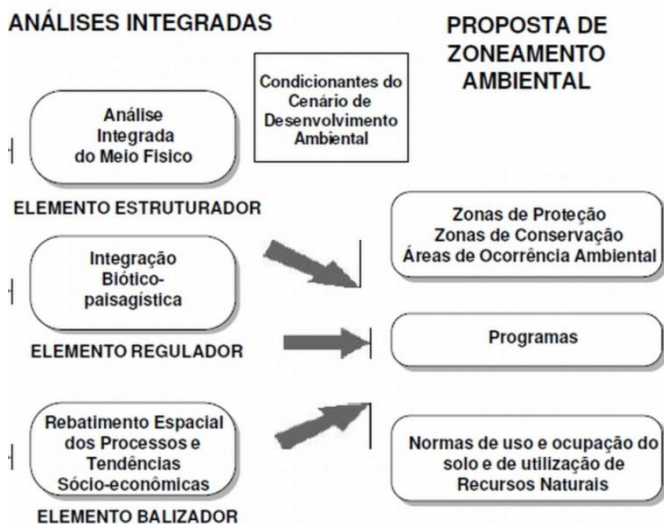 ANÁLISES INTEGRADAS
PROPOSTA DE
ZONEAMENTO
AMBIENTAL
Condicionantes do
Cenário de
Desenvolvimento
Ambiental
Análise
Integrada
do Meio Fisico
ELEMENTO ESTRUTURADOR
Zonas de Proteção
Zonas de Conservação
Áreas de Ocorrência Ambiental
Integração
Biótico-
paisagística
ELEMENTO REGULADOR
Programas
Rebatimento Espacial
dos Processos e
Tendências
Sócio-econômicas
ELEMENTO BALIZADOR
Normas de uso e ocupação do
solo e de utilização de
Recursos Naturais